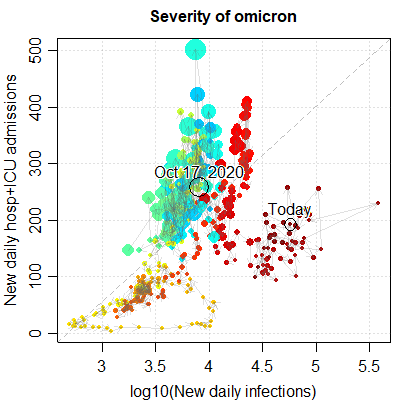 Severity of omicron
New daily hosp+ICU admissions
500
400
300
200
100
0
Oct 17, 2020
Today
3
3.5
4
4.5
5
5.5
log10(New daily infections)